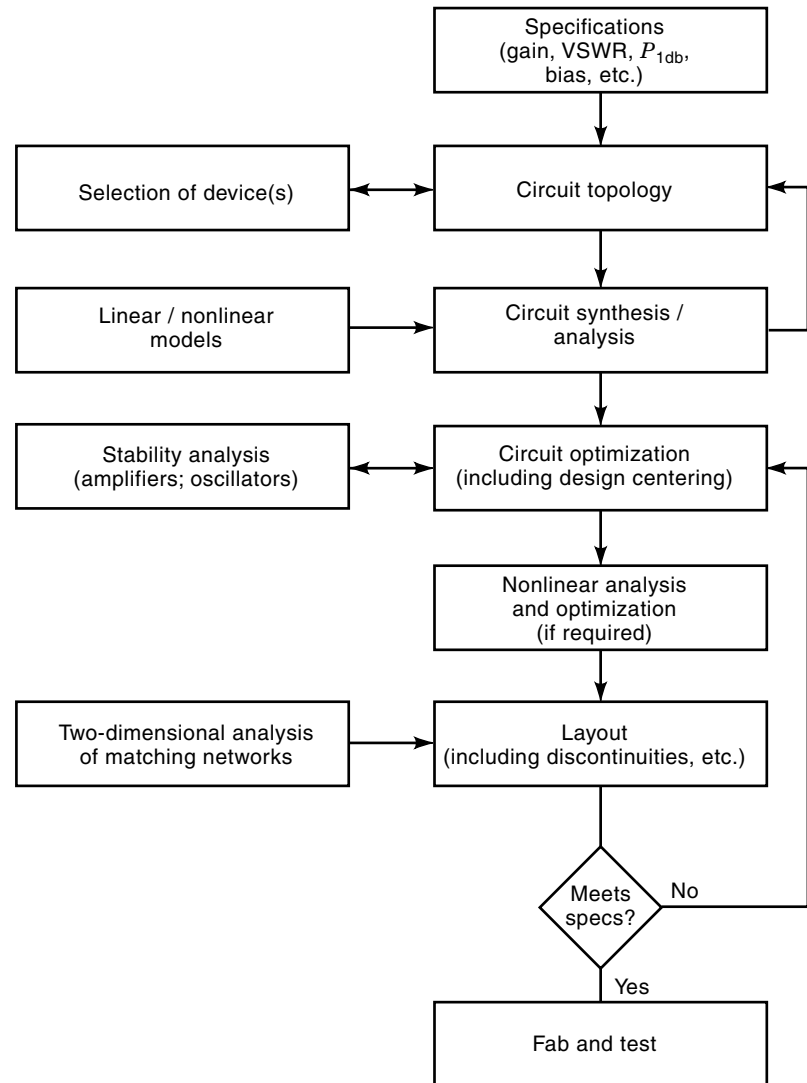 Specifications
(gain, VSWR, P1db,
bias, etc.)
Selection of device(s)
Circuit topology
Linear / nonlinear
models
Circuit synthesis /
analysis
Stability analysis
(amplifiers; oscillators)
Circuit optimization
(including design centering)
Nonlinear analysis
and optimization
(if required)
Two-dimensional analysis
of matching networks
Layout
(including discontinuities, etc.)
Meets
specs?
No
Yes
Fab and test